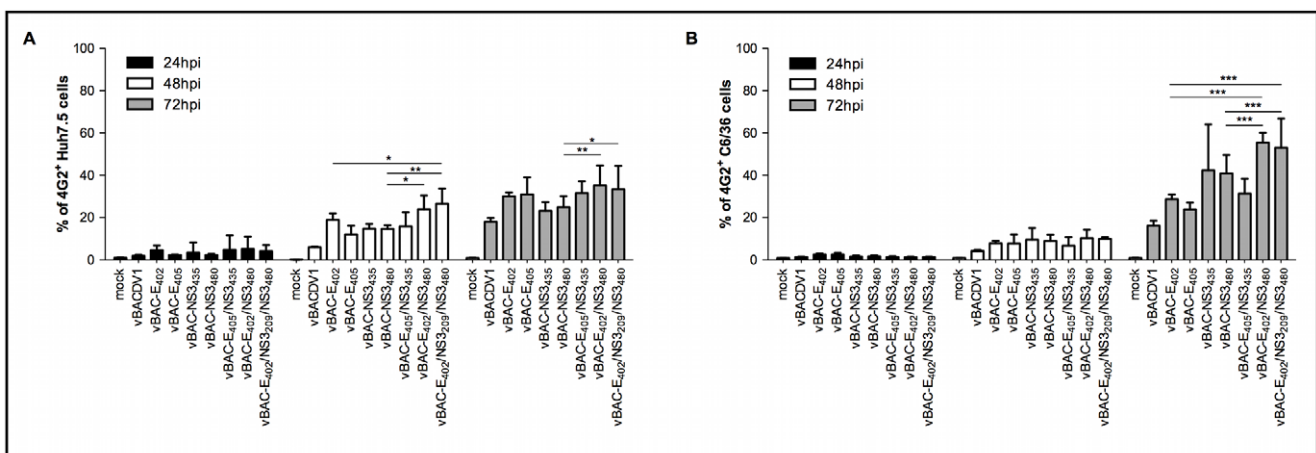 A
% of 4G2⁺ Huh7.5 cells
100
80
60
40
20
0
24hpi
48hpi
72hpi
*
**
*
*
**
mock
vBACDV1
vBAC-E₄₀₂
vBAC-E₄₀₅
vBAC-NS3₄₃₅
vBAC-NS3₄₈₀
vBAC-E₄₀₅/NS3₄₃₅
vBAC-E₄₀₂/NS3₄₈₀
vBAC-E₄₀₂/NS3₂₀₉/NS3₄₈₀
mock
vBACDV1
vBAC-E₄₀₂
vBAC-E₄₀₅
vBAC-NS3₄₃₅
vBAC-NS3₄₈₀
vBAC-E₄₀₅/NS3₄₃₅
vBAC-E₄₀₂/NS3₄₈₀
vBAC-E₄₀₂/NS3₂₀₉/NS3₄₈₀
mock
vBACDV1
vBAC-E₄₀₂
vBAC-E₄₀₅
vBAC-NS3₄₃₅
vBAC-NS3₄₈₀
vBAC-E₄₀₅/NS3₄₃₅
vBAC-E₄₀₂/NS3₄₈₀
vBAC-E₄₀₂/NS3₂₀₉/NS3₄₈₀
B
% of 4G2⁺ C6/36 cells
100
80
60
40
20
0
24hpi
48hpi
72hpi
***
***
***
***
mock
vBACDV1
vBAC-E₄₀₂
vBAC-E₄₀₅
vBAC-NS3₄₃₅
vBAC-NS3₄₈₀
vBAC-E₄₀₅/NS3₄₃₅
vBAC-E₄₀₂/NS3₄₈₀
vBAC-E₄₀₂/NS3₂₀₉/NS3₄₈₀
mock
vBACDV1
vBAC-E₄₀₂
vBAC-E₄₀₅
vBAC-NS3₄₃₅
vBAC-NS3₄₈₀
vBAC-E₄₀₅/NS3₄₃₅
vBAC-E₄₀₂/NS3₄₈₀
vBAC-E₄₀₂/NS3₂₀₉/NS3₄₈₀
mock
vBACDV1
vBAC-E₄₀₂
vBAC-E₄₀₅
vBAC-NS3₄₃₅
vBAC-NS3₄₈₀
vBAC-E₄₀₅/NS3₄₃₅
vBAC-E₄₀₂/NS3₄₈₀
vBAC-E₄₀₂/NS3₂₀₉/NS3₄₈₀